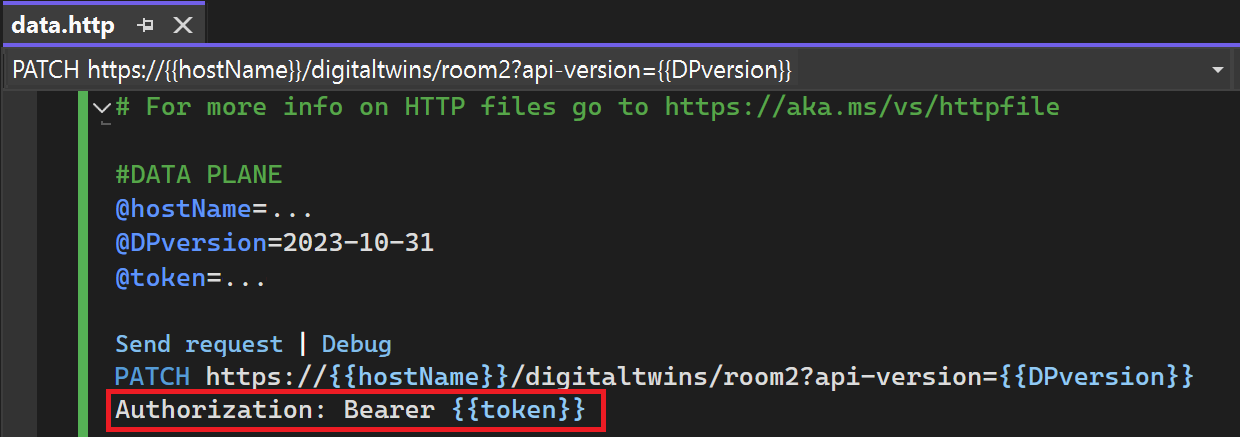 data.http
PATCH https://{{hostName}}/digitaltwins/room2?api-version={{DPversion}}
# For more info on HTTP files go to https://aka.ms/vs/httpfile
#DATA PLANE
@hostName=...
@DPversion=2023-10-31
@token=...
Send request | Debug
PATCH https://{{hostName}}/digitaltwins/room2?api-version={{DPversion}}
Authorization: Bearer {{token}}